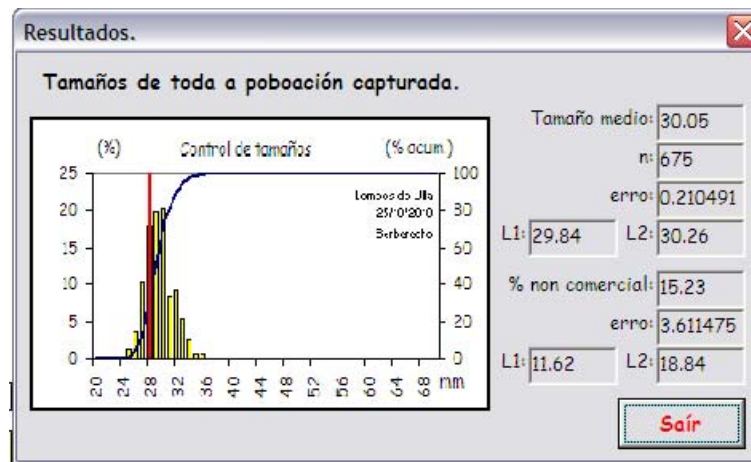 Resultados.
Tamaños de toda a poboación capturada.
(%) Control de tamaños (% acum.)
25
20
15
10
5
0
100
80
60
40
20
0
Lombos do Ulla
25/10/2010
Berberecho
20 24 28 32 36 40 44 48 52 56 60 64 68 mm
Tamaño medio: 30.05
n: 675
erro: 0.210491
L1: 29.84 L2: 30.26
% non comercial: 15.23
erro: 3.611475
L1: 11.62 L2: 18.84
Saír